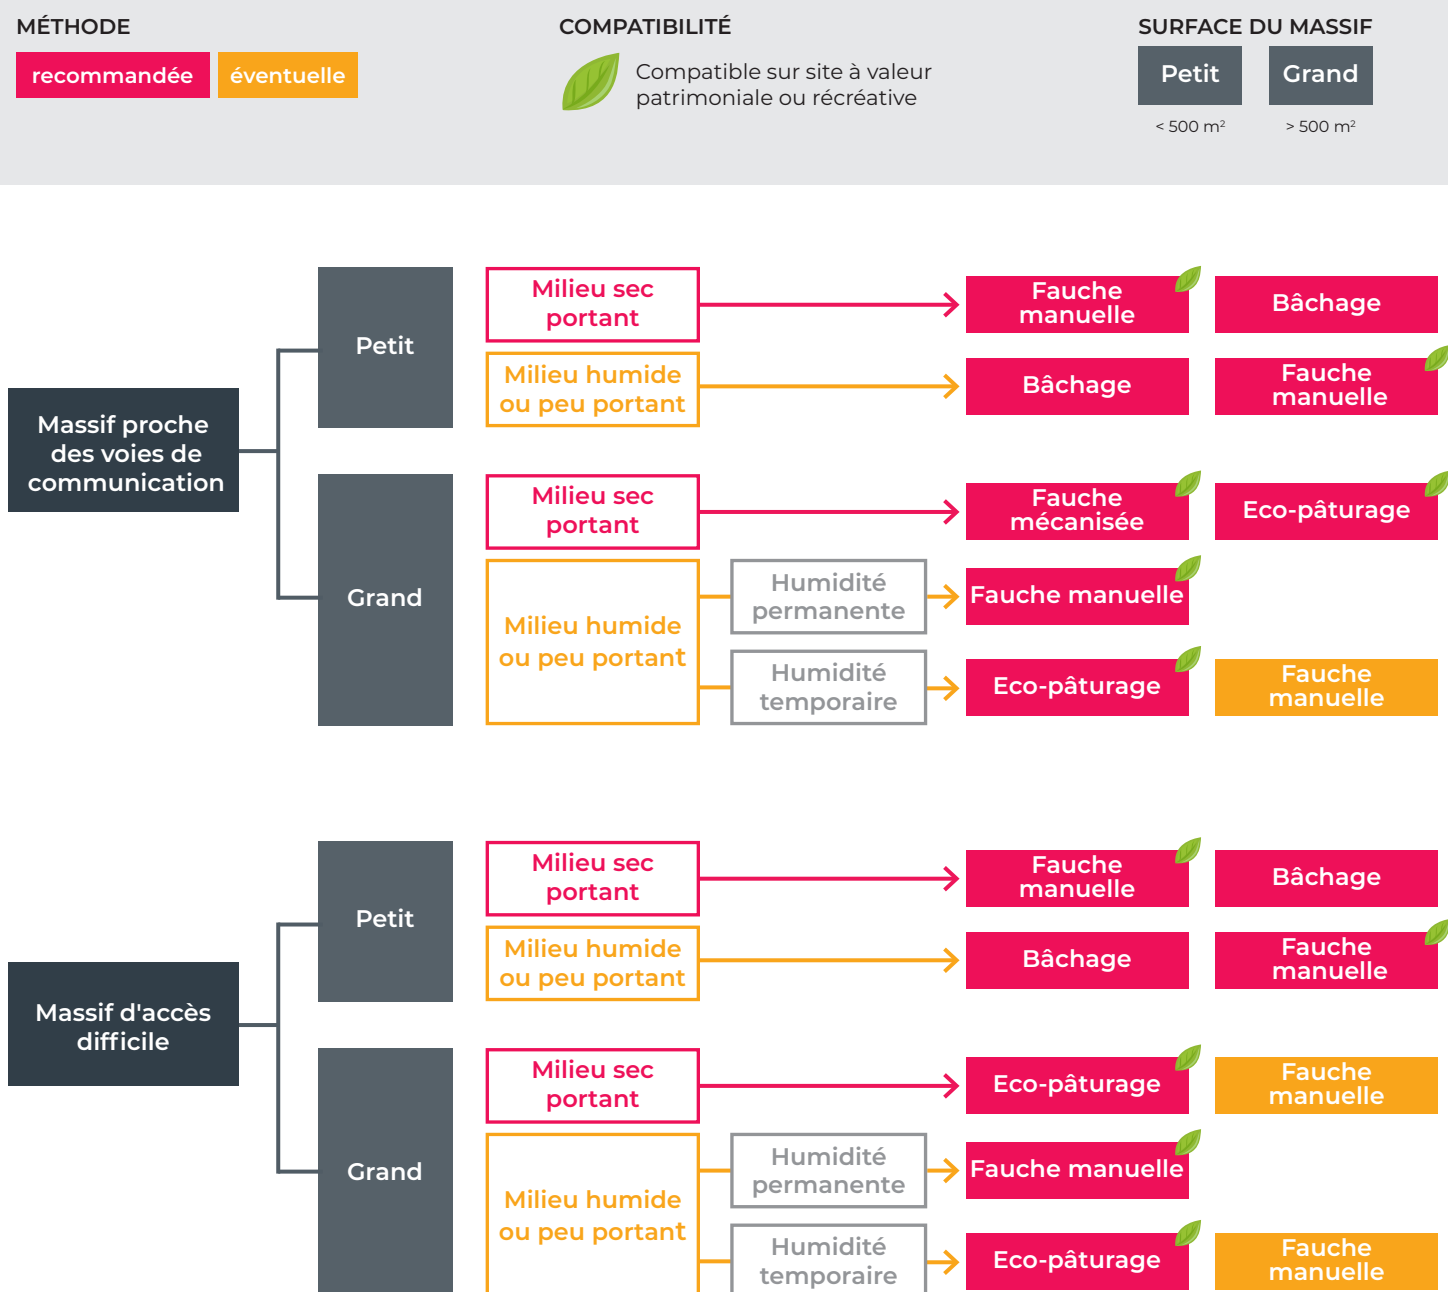 MÉTHODE
recommandée
éventuelle
COMPATIBILITÉ
Compatible sur site à valeur
patrimoniale ou récréative
SURFACE DU MASSIF
Petit
Grand
< 500 m²
> 500 m²
Massif proche
des voies de
communication
Petit
Milieu sec
portant
Fauche
manuelle
Bâchage
Milieu humide
ou peu portant
Bâchage
Fauche
manuelle
Grand
Milieu sec
portant
Fauche
mécanisée
Eco-pâturage
Milieu humide
ou peu portant
Humidité
permanente
Fauche manuelle
Humidité
temporaire
Eco-pâturage
Fauche
manuelle
Massif d'accès
difficile
Petit
Milieu sec
portant
Fauche
manuelle
Bâchage
Milieu humide
ou peu portant
Bâchage
Fauche
manuelle
Grand
Milieu sec
portant
Eco-pâturage
Fauche
manuelle
Milieu humide
ou peu portant
Humidité
permanente
Fauche manuelle
Humidité
temporaire
Eco-pâturage
Fauche
manuelle